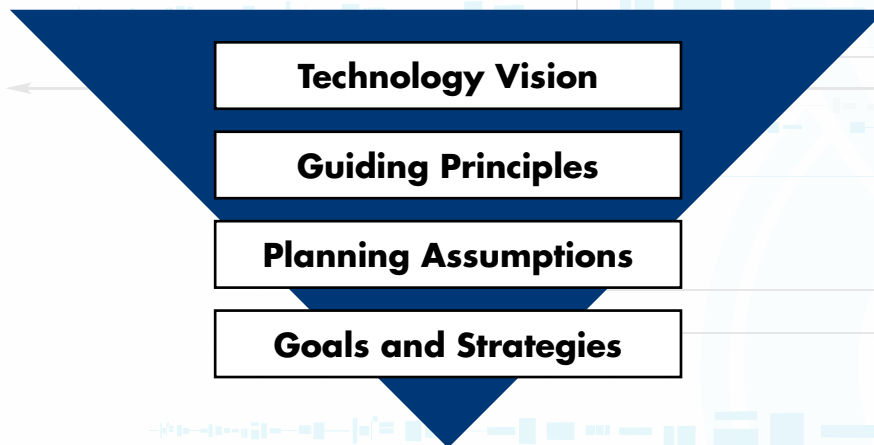 Technology Vision
Guiding Principles
Planning Assumptions
Goals and Strategies